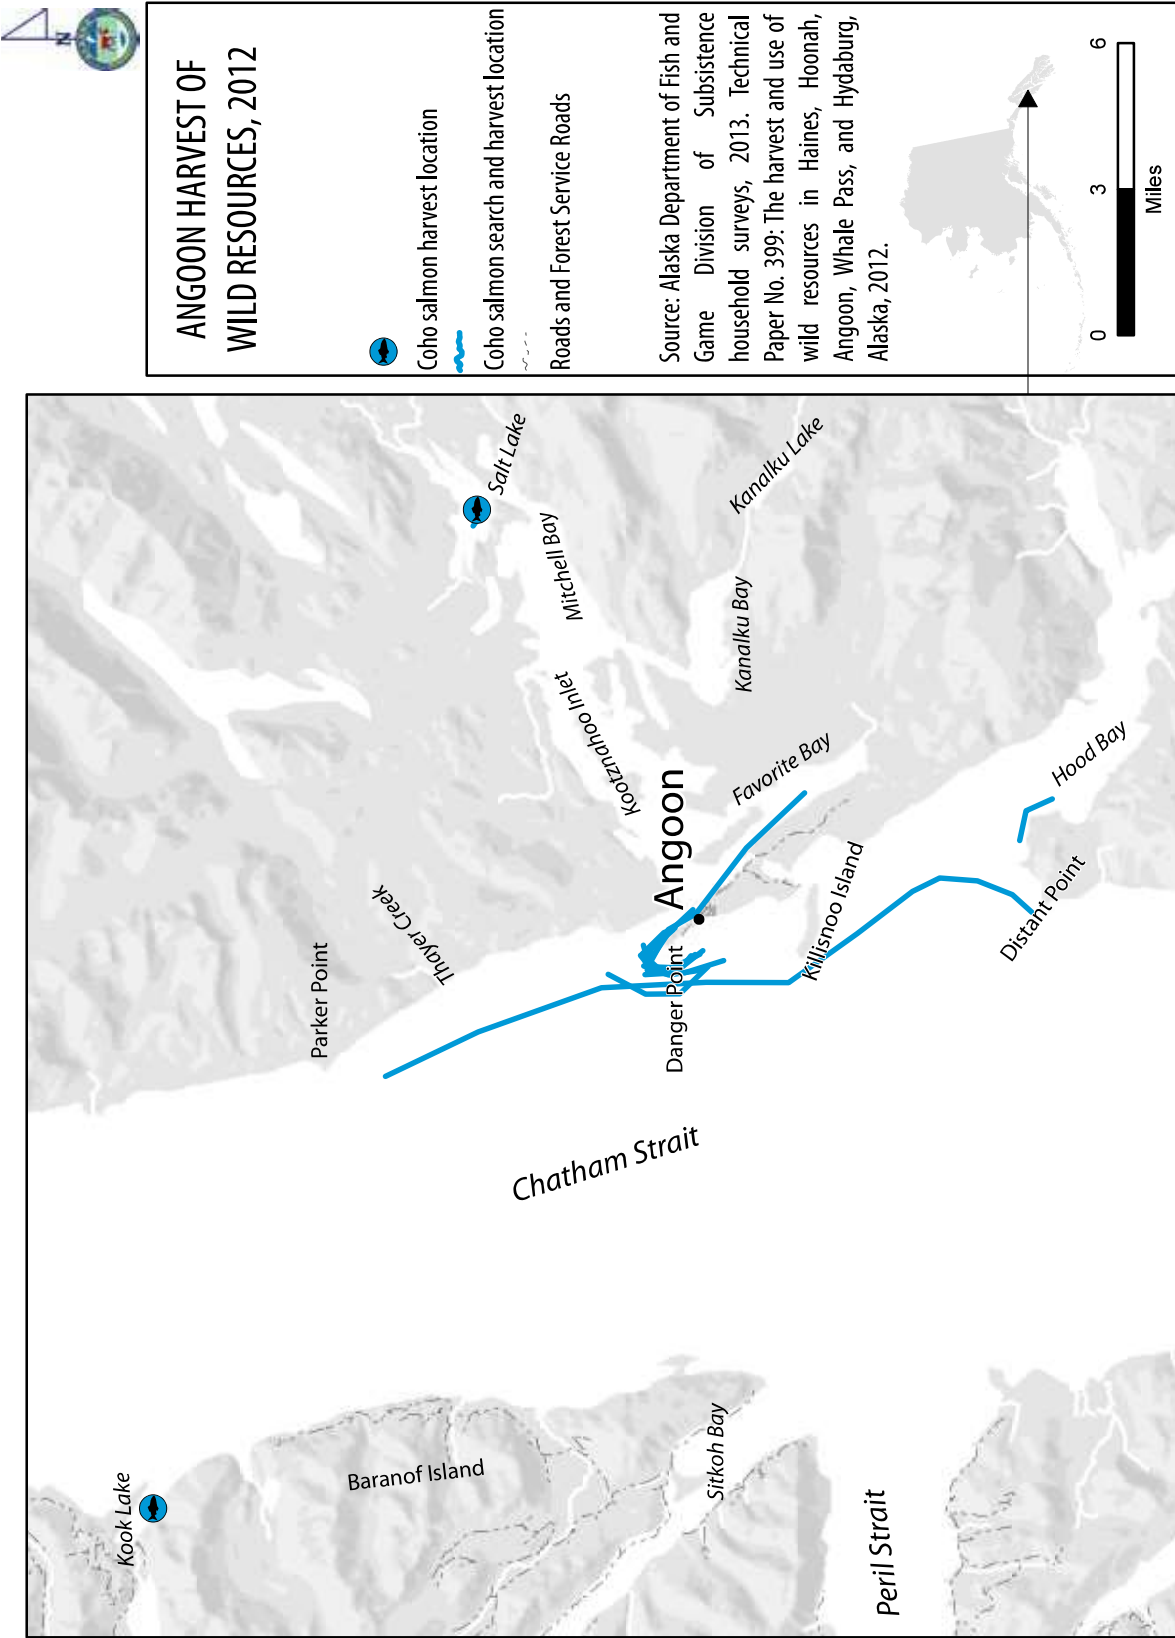 ANGOON HARVEST OF
WILD RESOURCES, 2012
Coho salmon harvest location
Coho salmon search and harvest location
Roads and Forest Service Roads
Source: Alaska Department of Fish and
Game Division of Subsistence
household surveys, 2013. Technical
Paper No. 399: The harvest and use of
wild resources in Haines, Hoonah,
Angoon, Whale Pass, and Hydaburg,
Alaska, 2012.
0 3 6
Miles
N
Salt Lake
Mitchell Bay
Kanalku Lake
Kanalku Bay
Kootznahoo Inlet
Favorite Bay
Hood Bay
Angoon
Killisnoo Island
Distant Point
Danger Point
Thayer Creek
Parker Point
Chatham Strait
Kook Lake
Baranof Island
Sitkoh Bay
Peril Strait